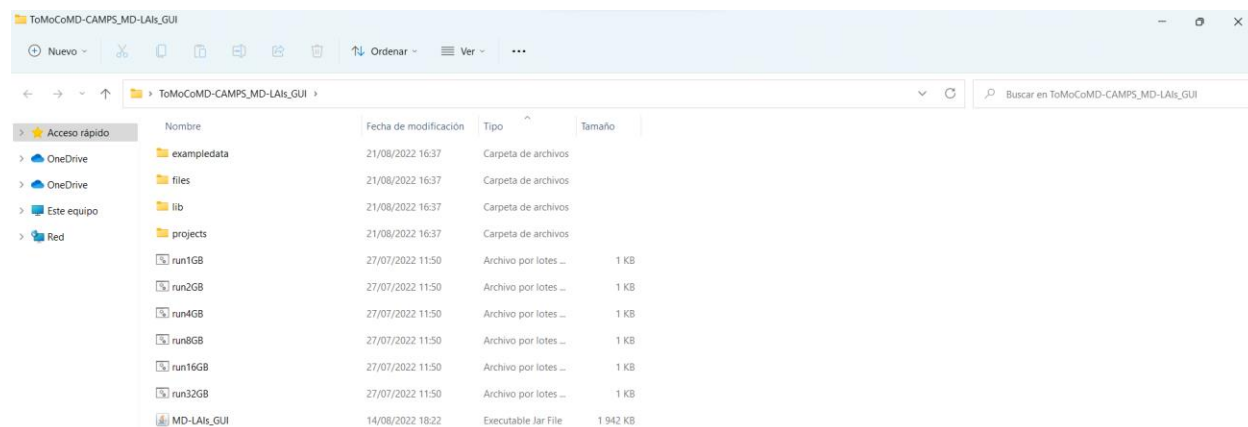 ToMoCoMD-CAMPS_MD-LAIs_GUI
Nuevo Ordenar Ver ...
ToMoCoMD-CAMPS_MD-LAIs_GUI Buscar en ToMoCoMD-CAMPS_MD-LAIs_GUI
Nombre Fecha de modificación Tipo Tamaño
Acceso rápido exampledata 21/08/2022 16:37 Carpeta de archivos
OneDrive files 21/08/2022 16:37 Carpeta de archivos
OneDrive lib 21/08/2022 16:37 Carpeta de archivos
Este equipo projects 21/08/2022 16:37 Carpeta de archivos
Red run1GB 27/07/2022 11:50 Archivo por lotes ... 1 KB
run2GB 27/07/2022 11:50 Archivo por lotes ... 1 KB
run4GB 27/07/2022 11:50 Archivo por lotes ... 1 KB
run8GB 27/07/2022 11:50 Archivo por lotes ... 1 KB
run16GB 27/07/2022 11:50 Archivo por lotes ... 1 KB
run32GB 27/07/2022 11:50 Archivo por lotes ... 1 KB
MD-LAIs_GUI 14/08/2022 18:22 Executable Jar File 1 942 KB